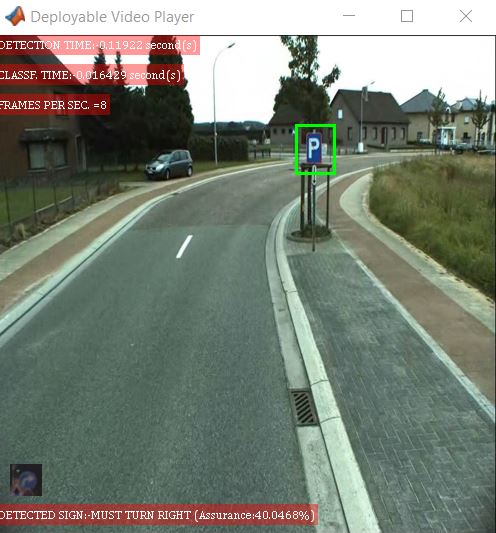 Deployable Video Player
DETECTION TIME:-0.11922 second(s)
CLASSF. TIME:-0.016429 second(s)
FRAMES PER SEC. =8
P
DETECTED SIGN:-MUST TURN RIGHT (Assurance:40.0468%)